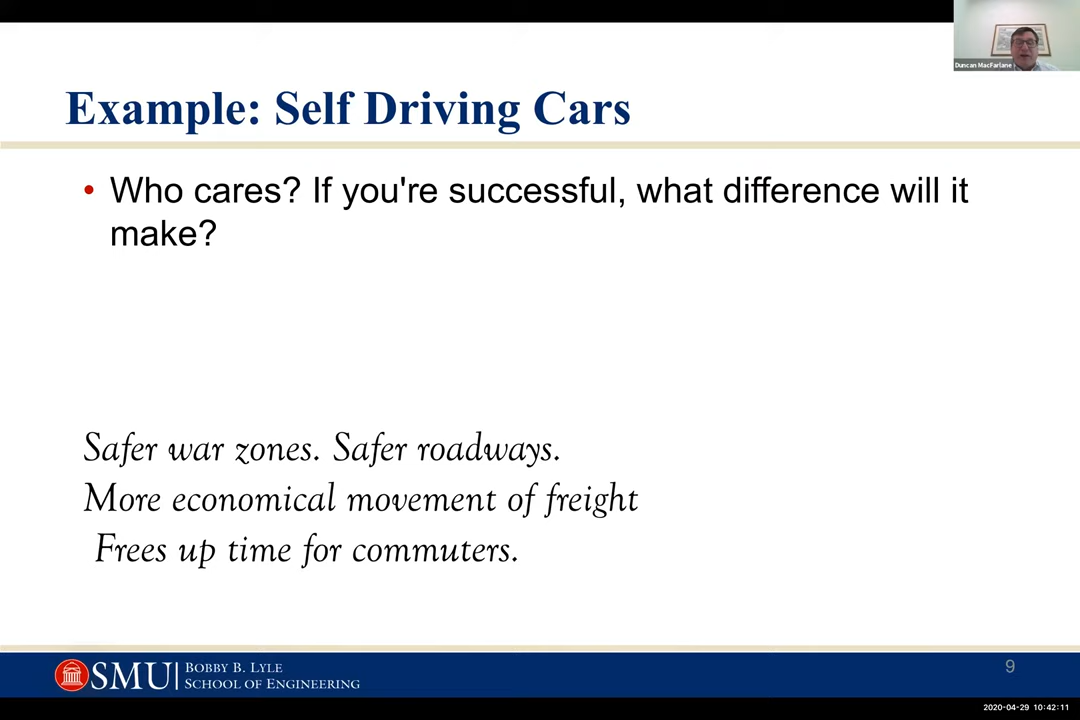 Duncan MacFarlane
Example: Self Driving Cars
• Who cares? If you're successful, what difference will it
make?
Safer war zones. Safer roadways.
More economical movement of freight
Frees up time for commuters.
SMU
BOBBY B. LYLE
SCHOOL OF ENGINEERING
9
2020-04-29 10:42:11